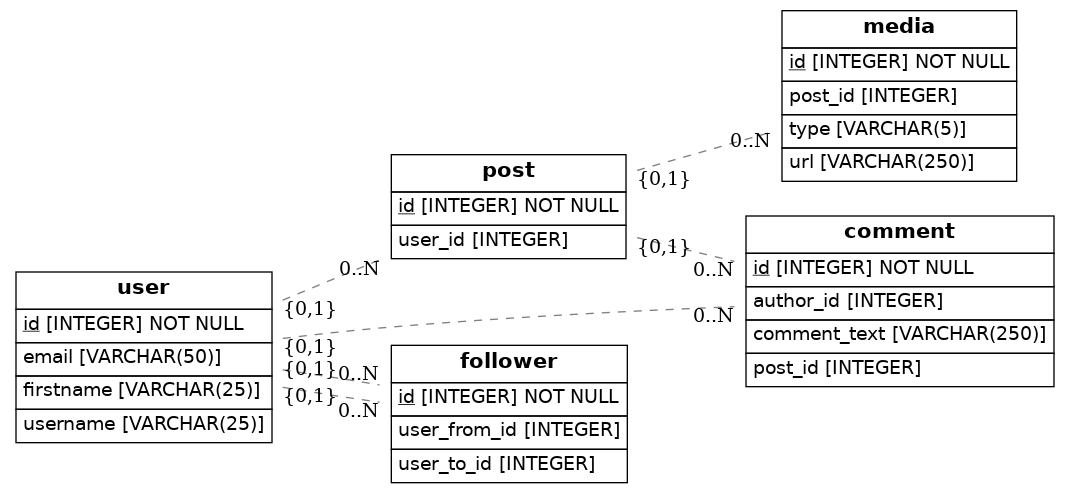 media
id [INTEGER] NOT NULL
post_id [INTEGER]
type [VARCHAR(5)]
url [VARCHAR(250)]
0..N
{0,1}
post
id [INTEGER] NOT NULL
user_id [INTEGER]
{0,1}
0..N
comment
id [INTEGER] NOT NULL
author_id [INTEGER]
comment_text [VARCHAR(250)]
post_id [INTEGER]
0..N
{0,1}
0..N
user
id [INTEGER] NOT NULL
email [VARCHAR(50)]
firstname [VARCHAR(25)]
username [VARCHAR(25)]
{0,1}
{0,1}
{0,1}
0..N
0..N
follower
id [INTEGER] NOT NULL
user_from_id [INTEGER]
user_to_id [INTEGER]